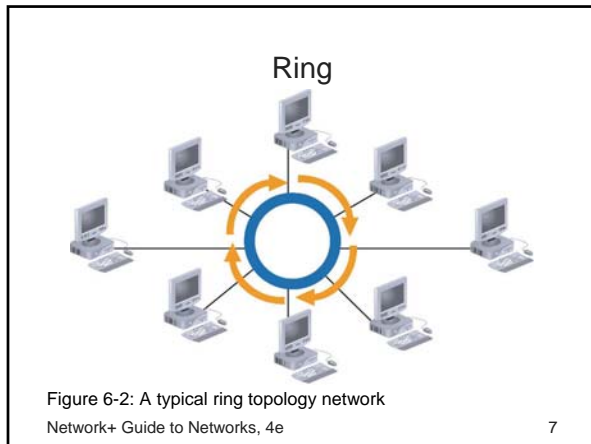 Ring
Figure 6-2: A typical ring topology network
Network+ Guide to Networks, 4e 7